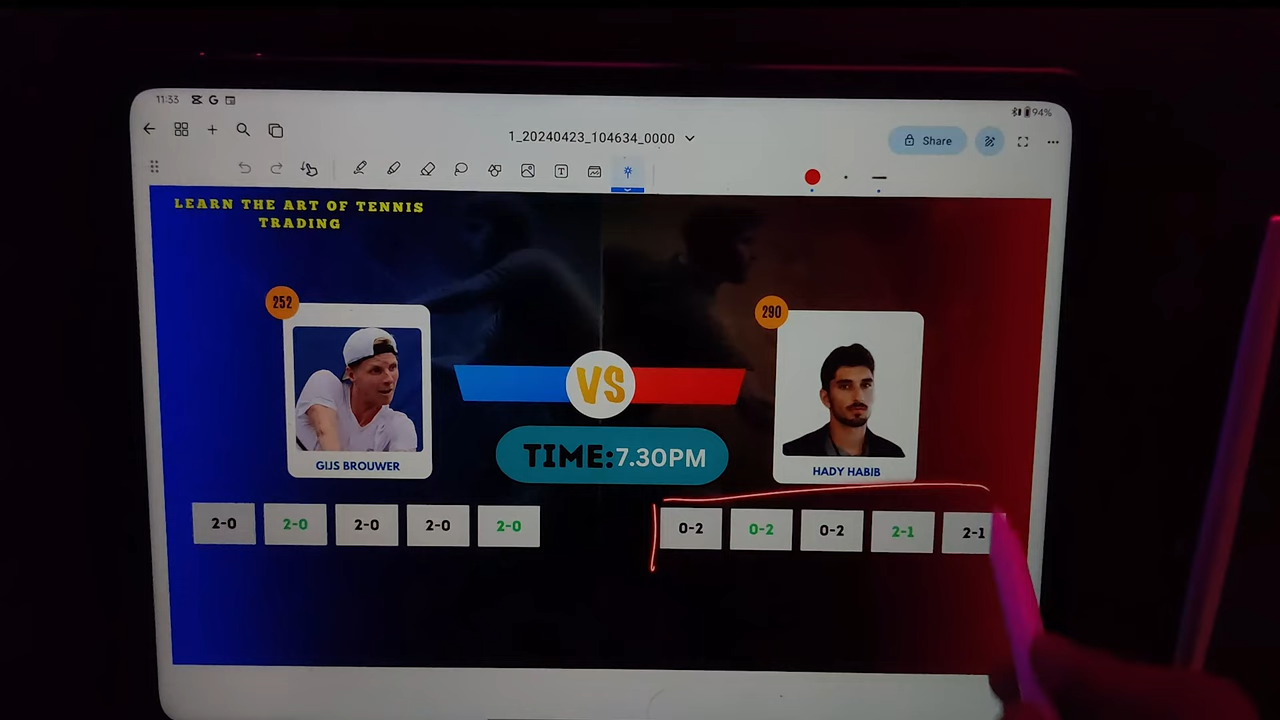 11:33
G
94%
1_20240423_104634_0000
Share
T
LEARN THE ART OF TENNIS
TRADING
252
290
VS
GIJS BROUWER
HADY HABIB
TIME:7.30PM
2-0 2-0 2-0 2-0 2-0
0-2 0-2 0-2 2-1 2-1